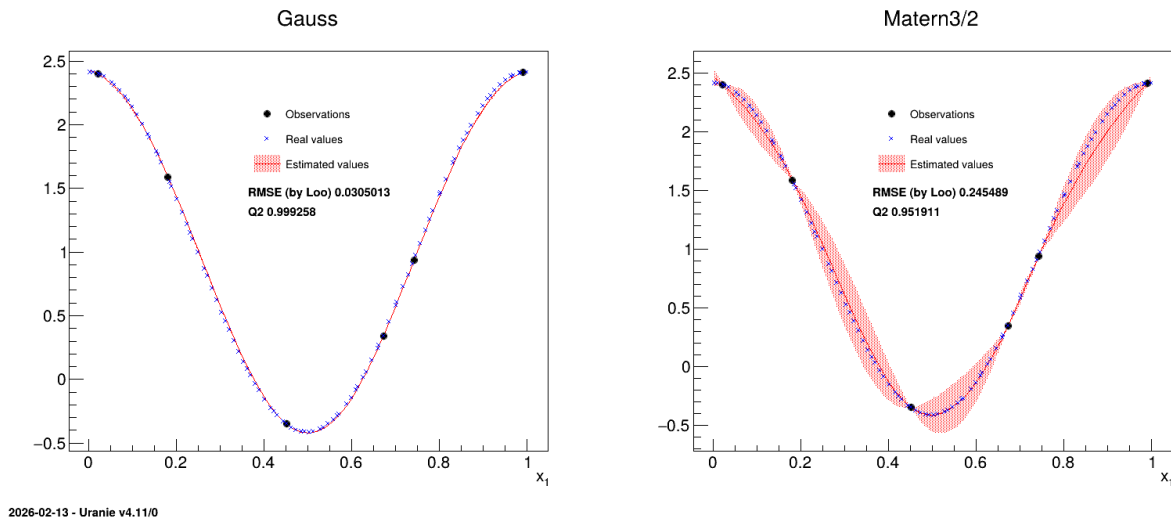 Gauss
2.5
2
1.5
1
0.5
0
−0.5
Observations
Real values
Estimated values
RMSE (by Loo) 0.0305013
Q2 0.999258
0 0.2 0.4 0.6 0.8 1
x1
Matern3/2
2.5
2
1.5
1
0.5
0
−0.5
Observations
Real values
Estimated values
RMSE (by Loo) 0.245489
Q2 0.951911
0 0.2 0.4 0.6 0.8 1
x1
2026-02-13 - Uranie v4.11/0